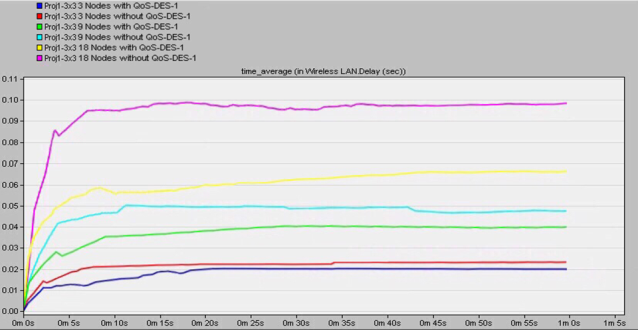 Proj1-3x3 3 Nodes with QoS-DES-1
Proj1-3x3 3 Nodes without QoS-DES-1
Proj1-3x3 9 Nodes with QoS-DES-1
Proj1-3x3 9 Nodes without QoS-DES-1
Proj1-3x3 18 Nodes with QoS-DES-1
Proj1-3x3 18 Nodes without QoS-DES-1
time_average (in Wireless LAN.Delay (sec))
0.11
0.10
0.09
0.08
0.07
0.06
0.05
0.04
0.03
0.02
0.01
0.00
0m 0s 0m 5s 0m 10s 0m 15s 0m 20s 0m 25s 0m 30s 0m 35s 0m 40s 0m 45s 0m 50s 0m 55s 1m 0s 1m 5s